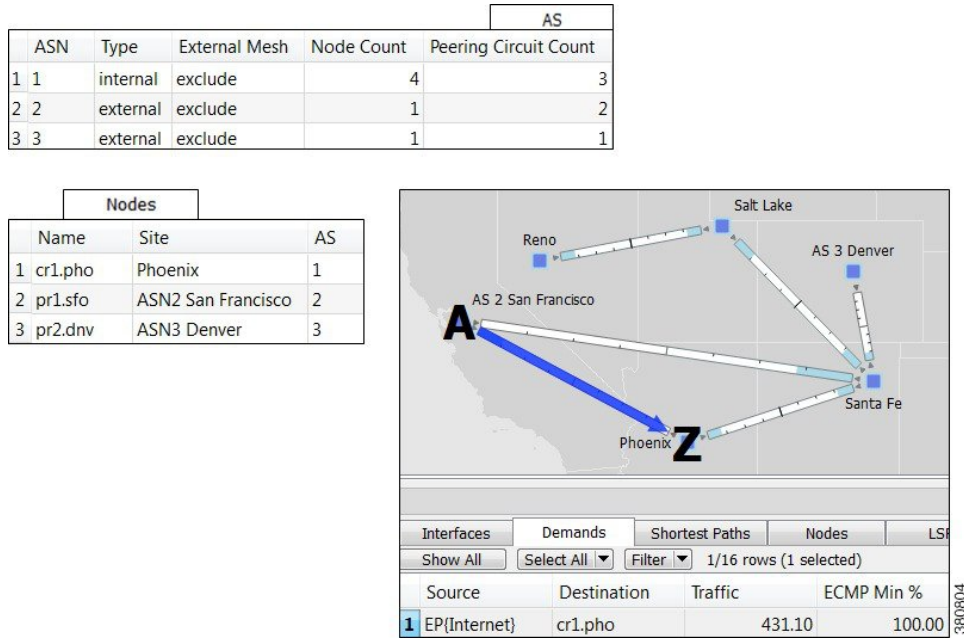 AS
ASN Type External Mesh Node Count Peering Circuit Count
1 1 internal exclude 4 3
2 2 external exclude 1 2
3 3 external exclude 1 1
Nodes
Name Site AS
1 cr1.pho Phoenix 1
2 pr1.sfo ASN2 San Francisco 2
3 pr2.dnv ASN3 Denver 3
Salt Lake
Reno
AS 3 Denver
AS 2 San Francisco
A
Santa Fe
Phoenix Z
Interfaces Demands Shortest Paths Nodes LSP
Show All Select All Filter 1/16 rows (1 selected)
Source Destination Traffic ECMP Min %
1 EP{Internet} cr1.pho 431.10 100.00
380804